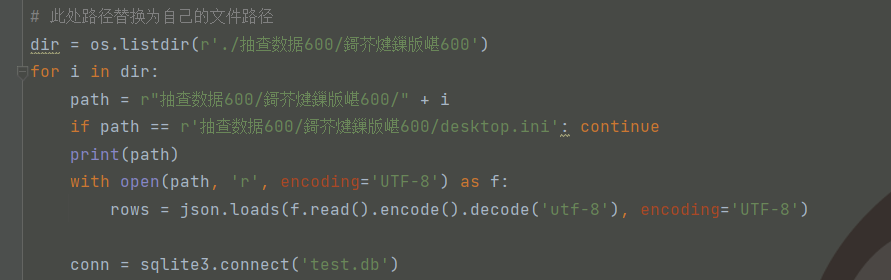 # 此处路径替换为自己的文件路径
dir = os.listdir(r'./抽查数据600/鎶芥煡鏁版嵁600')
for i in dir:
path = r"抽查数据600/鎶芥煡鏁版嵁600/" + i
if path == r'抽查数据600/鎶芥煡鏁版嵁600/desktop.ini': continue
print(path)
with open(path, 'r', encoding='UTF-8') as f:
rows = json.loads(f.read().encode().decode('utf-8'), encoding='UTF-8')
conn = sqlite3.connect('test.db')